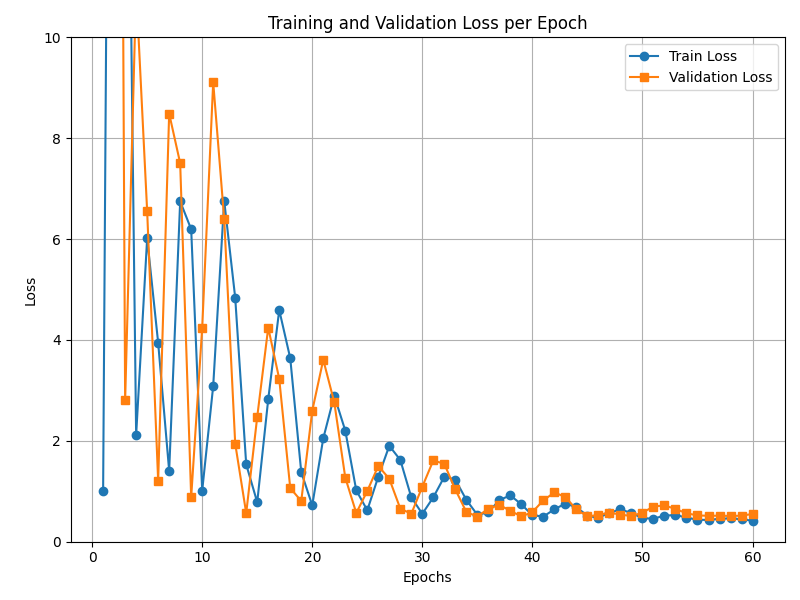 Training and Validation Loss per Epoch
Train Loss
Validation Loss
Loss
10
8
6
4
2
0
0 10 20 30 40 50 60
Epochs